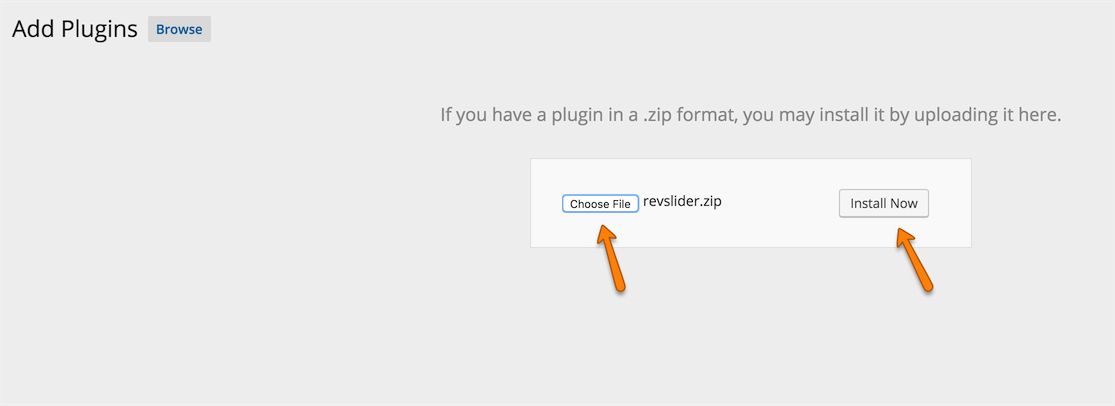 Add Plugins Browse
If you have a plugin in a .zip format, you may install it by uploading it here.
Choose File revslider.zip Install Now